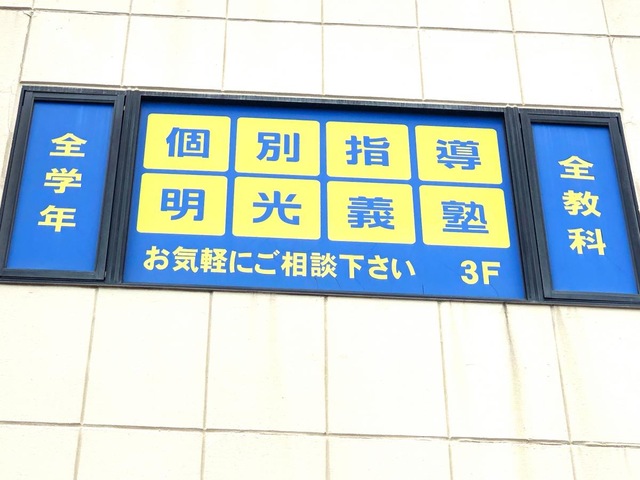 全学年
個別指導
明光義塾
お気軽にご相談下さい 3F
全教科